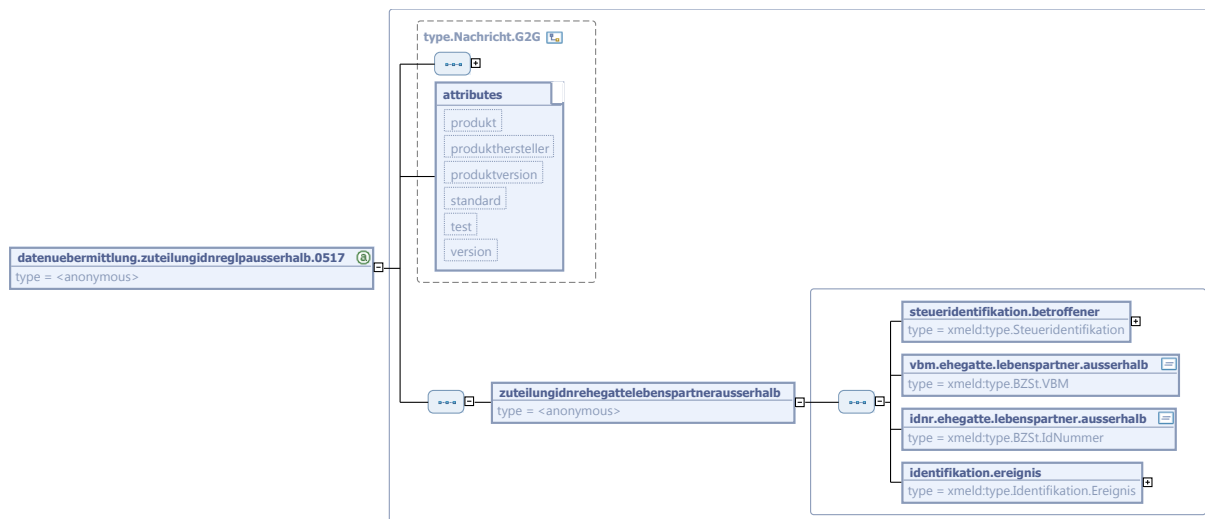 type.Nachricht.G2G
attributes
produkt
produkthersteller
produktversion
standard
test
version
datenuebermittlung.zuteilungidnreglpausserhalb.0517
type = <anonymous>
zuteilungidnrehegattelebenspartnerausserhalb
type = <anonymous>
steueridentifikation.betroffener
type = xmeld:type.Steueridentifikation
vbm.ehegatte.lebenspartner.ausserhalb
type = xmeld:type.BZSt.VBM
idnr.ehegatte.lebenspartner.ausserhalb
type = xmeld:type.BZSt.IdNummer
identifikation.ereignis
type = xmeld:type.Identifikation.Ereignis